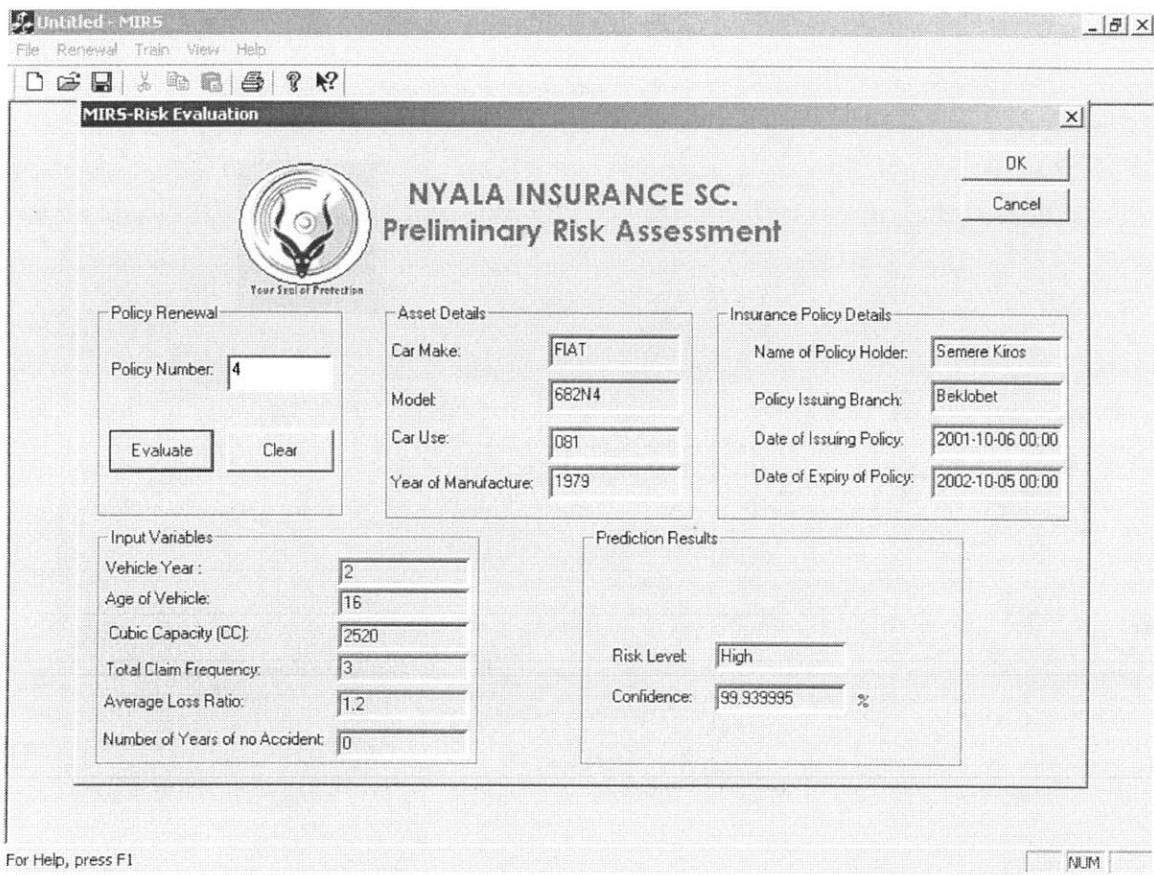 Untitled - MIRS
File Renewal Train View Help
MIRS-Risk Evaluation
OK
Cancel
NYALA INSURANCE SC.
Preliminary Risk Assessment
Your Seal of Protection
Policy Renewal
Policy Number: 4
Evaluate Clear
Asset Details
Car Make: FIAT
Model: 682N4
Car Use: 081
Year of Manufacture: 1979
Insurance Policy Details
Name of Policy Holder: Semere Kiros
Policy Issuing Branch: Beklobet
Date of Issuing Policy: 2001-10-06 00:00
Date of Expiry of Policy: 2002-10-05 00:00
Input Variables
Vehicle Year : 2
Age of Vehicle: 16
Cubic Capacity (CC): 2520
Total Claim Frequency: 3
Average Loss Ratio: 1.2
Number of Years of no Accident: 0
Prediction Results
Risk Level: High
Confidence: 99.939995 %
For Help, press F1
NUM